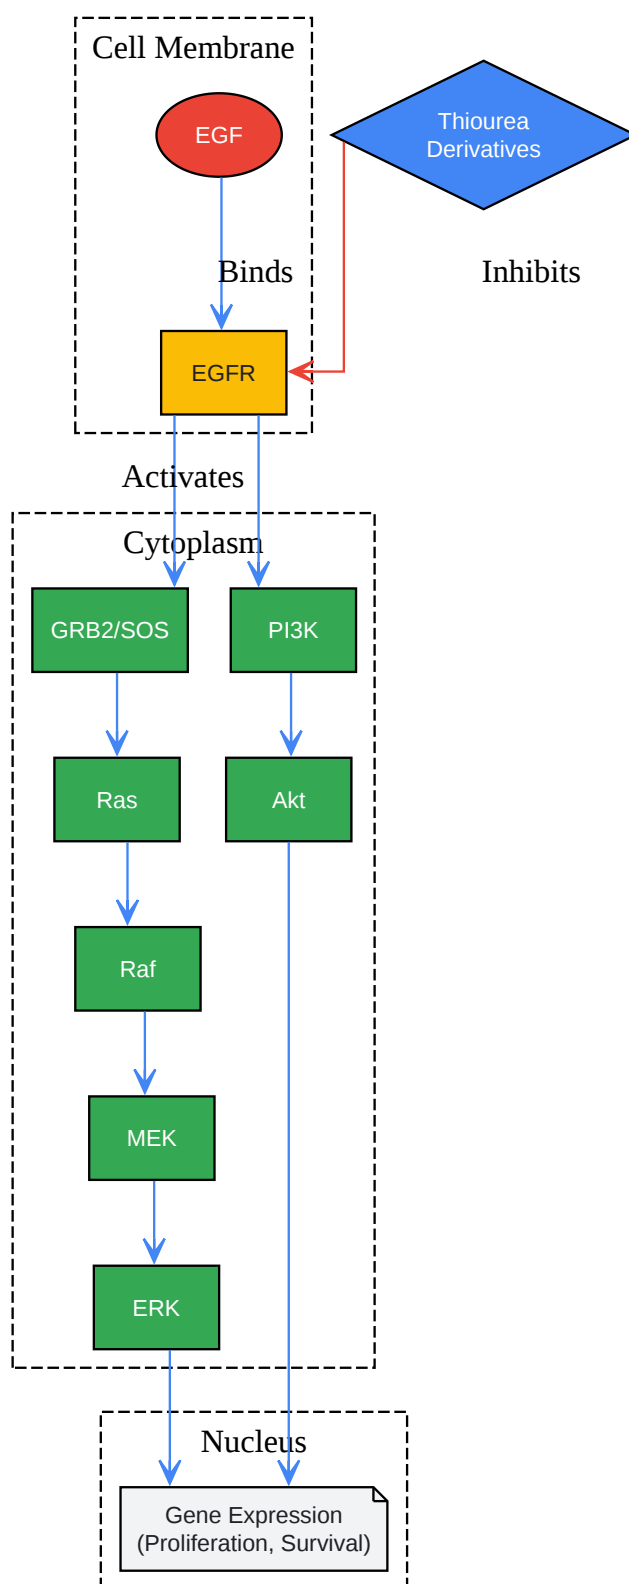 Cell Membrane
EGF
Thiourea
Derivatives
Binds
Inhibits
EGFR
Activates
Cytoplasm
GRB2/SOS
PI3K
Ras
Akt
Raf
MEK
ERK
Nucleus
Gene Expression
(Proliferation, Survival)